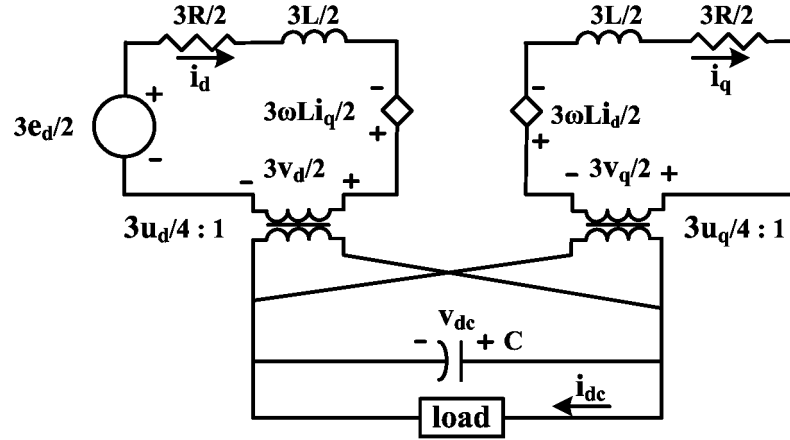 3R/2 3L/2 3L/2 3R/2
i_d i_q
+ - -
3e_d/2 3ωLi_q/2 3ωLi_d/2
- + +
- 3v_d/2 + - 3v_q/2 +
3u_d/4 : 1 3u_q/4 : 1
v_dc
- + C
i_dc
load